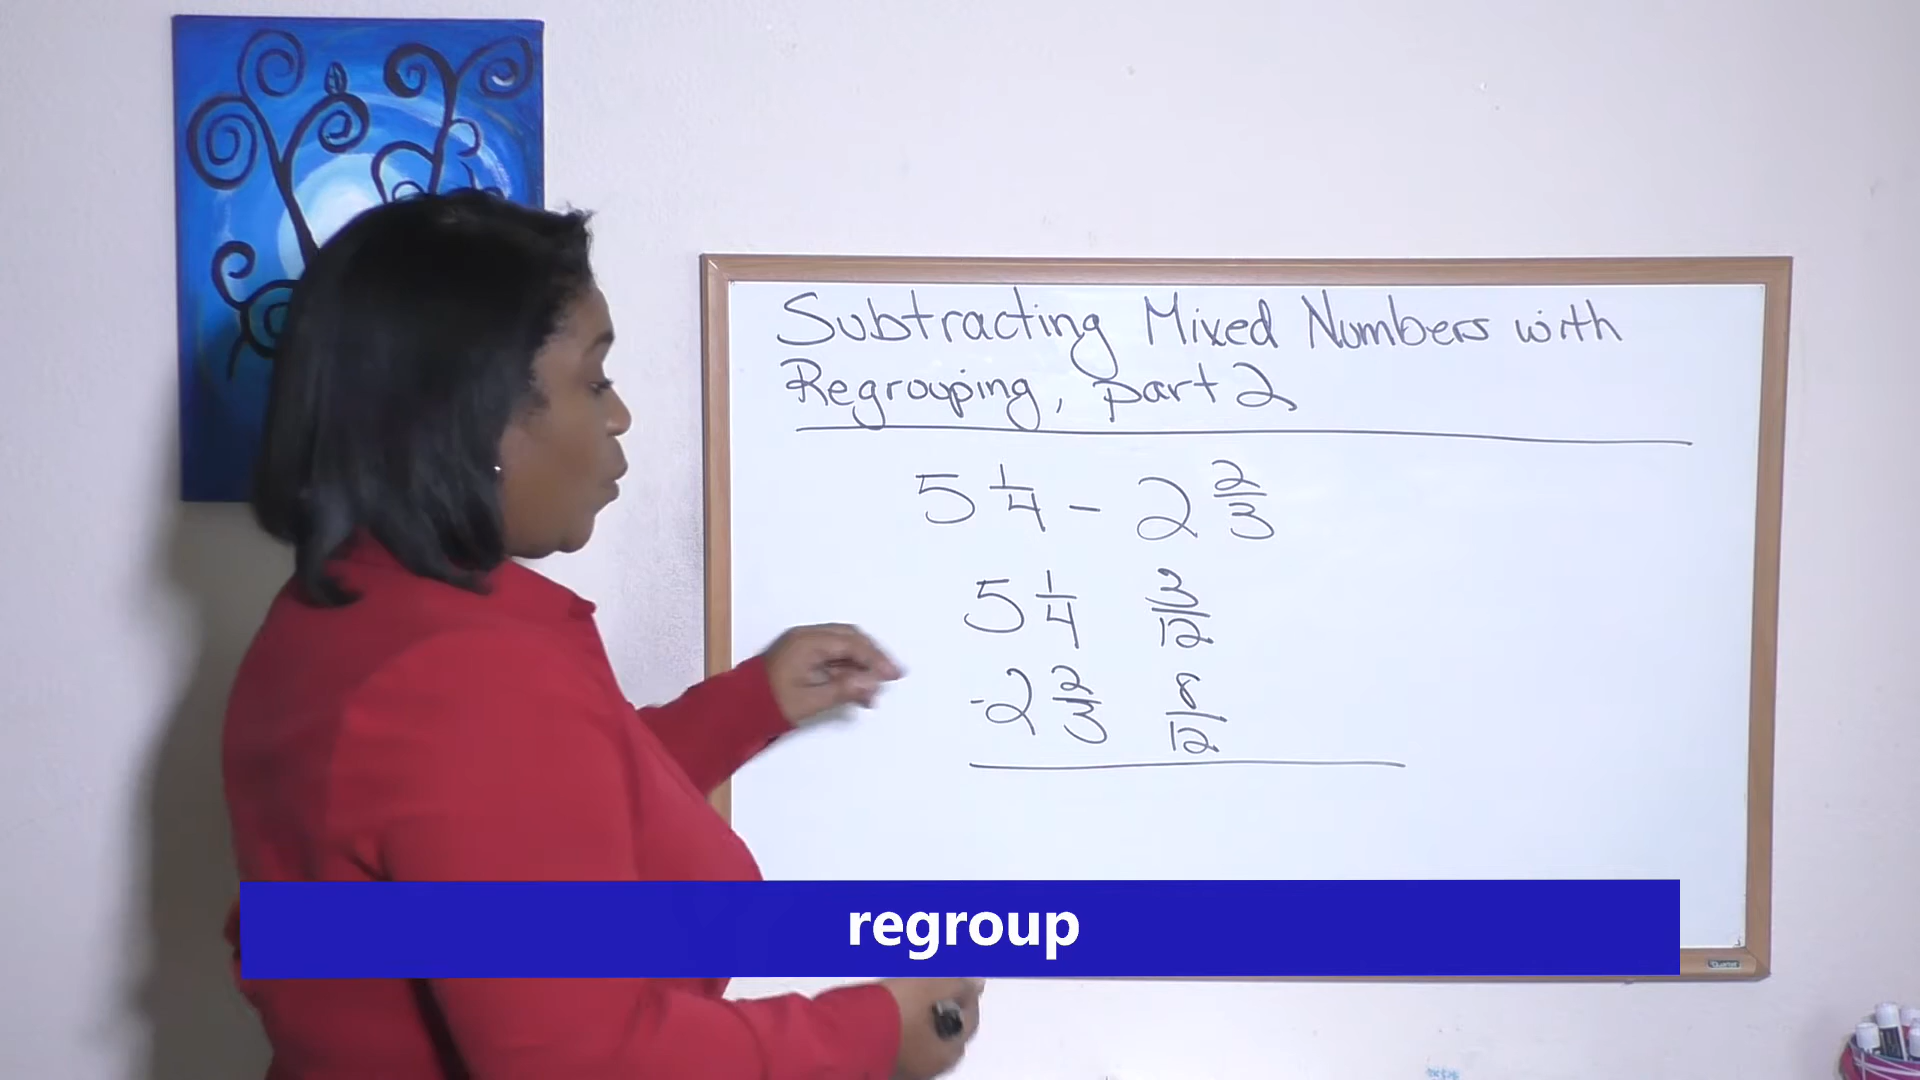 Subtracting Mixed Numbers with
Regrouping, part 2
5 1/4 - 2 2/3
5 1/4 3/12
-2 2/3 8/12
regroup
Quartet